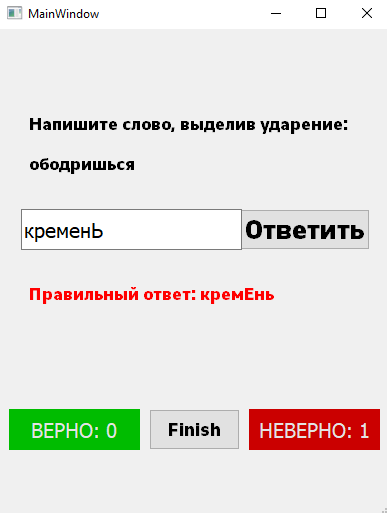 MainWindow
Напишите слово, выделив ударение:
ободришься
кременЬ
Ответить
Правильный ответ: кремЕнь
ВЕРНО: 0
Finish
НЕВЕРНО: 1